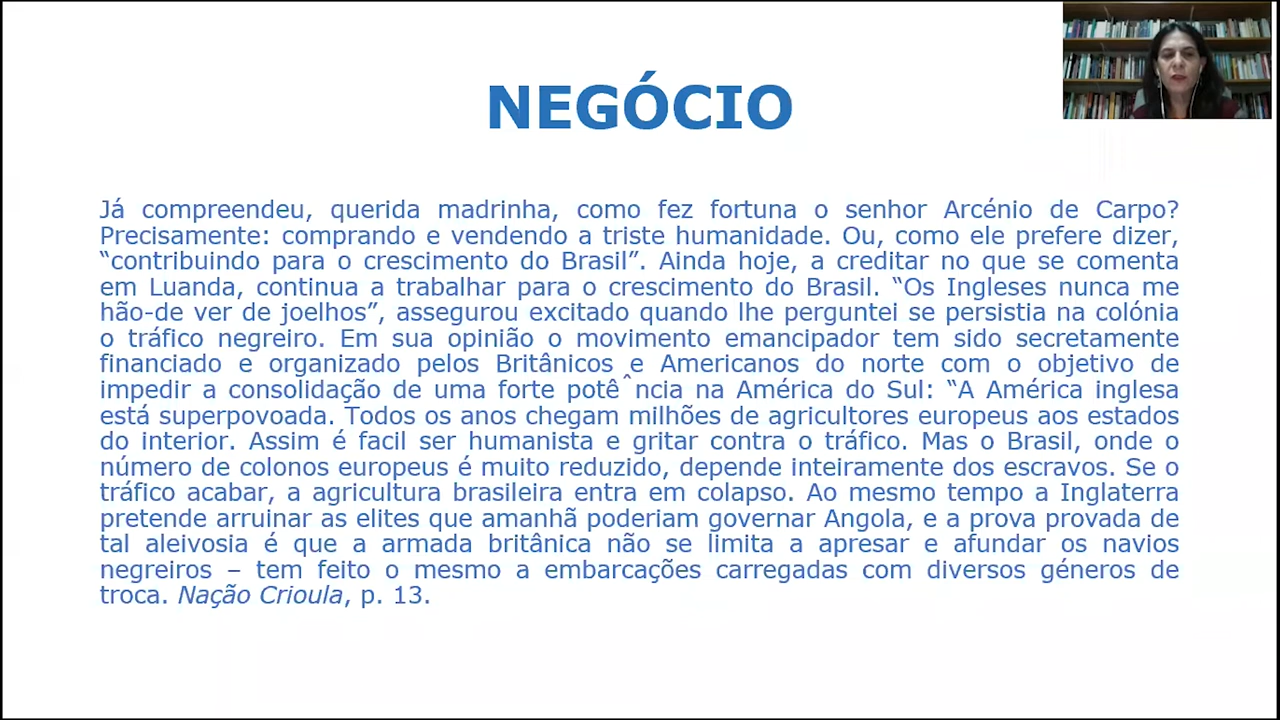 NEGÓCIO
Já compreendeu, querida madrinha, como fez fortuna o senhor Arcénio de Carpo?
Precisamente: comprando e vendendo a triste humanidade. Ou, como ele prefere dizer,
“contribuindo para o crescimento do Brasil”. Ainda hoje, a creditar no que se comenta
em Luanda, continua a trabalhar para o crescimento do Brasil. “Os Ingleses nunca me
hão-de ver de joelhos”, assegurou excitado quando lhe perguntei se persistia na colónia
o tráfico negreiro. Em sua opinião o movimento emancipador tem sido secretamente
financiado e organizado pelos Britânicos e Americanos do norte com o objetivo de
impedir a consolidação de uma forte potêˆncia na América do Sul: “A América inglesa
está superpovoada. Todos os anos chegam milhões de agricultores europeus aos estados
do interior. Assim é facil ser humanista e gritar contra o tráfico. Mas o Brasil, onde o
número de colonos europeus é muito reduzido, depende inteiramente dos escravos. Se o
tráfico acabar, a agricultura brasileira entra em colapso. Ao mesmo tempo a Inglaterra
pretende arruinar as elites que amanhã poderiam governar Angola, e a prova provada de
tal aleivosia é que a armada britânica não se limita a apresar e afundar os navios
negreiros – tem feito o mesmo a embarcações carregadas com diversos géneros de
troca. Nação Crioula, p. 13.